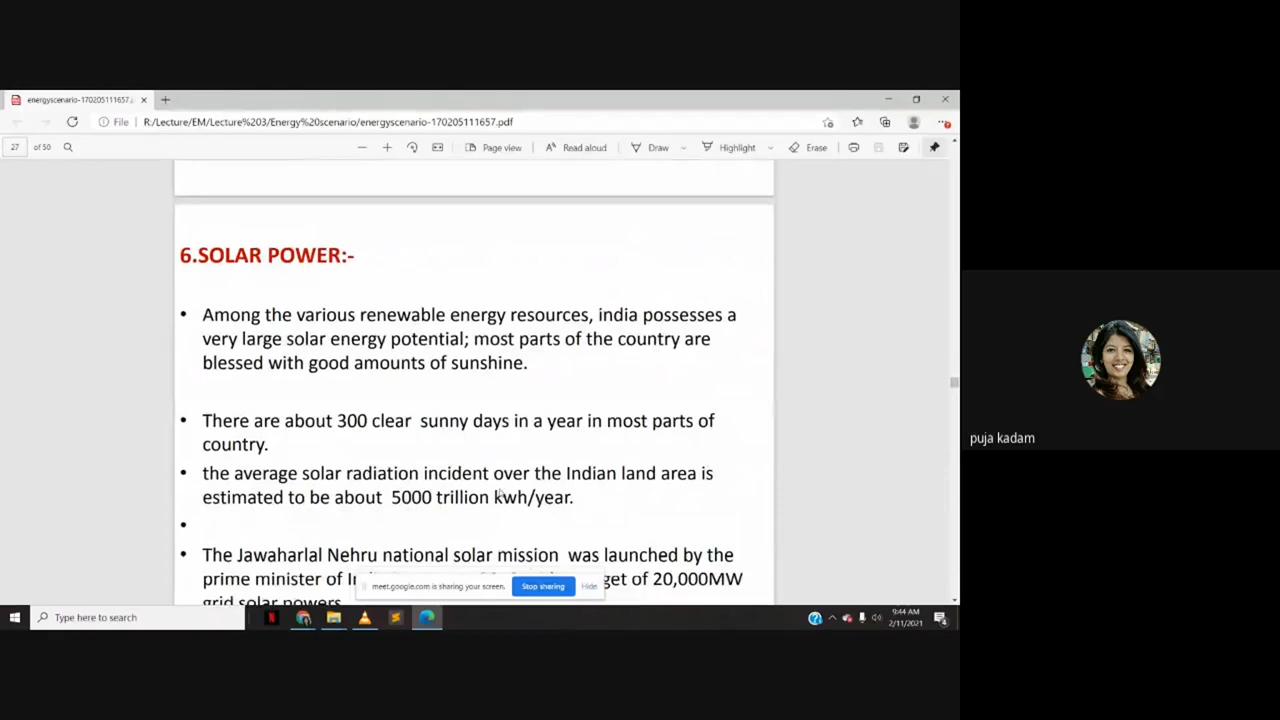 energyscenario-170205111657.
File
R:/Lecture/EM/Lecture%203/Energy%20scenario/energyscenario-170205111657.pdf
27 of 50
Page view
Read aloud
Draw
Highlight
Erase
6.SOLAR POWER:-
• Among the various renewable energy resources, india possesses a
very large solar energy potential; most parts of the country are
blessed with good amounts of sunshine.
• There are about 300 clear sunny days in a year in most parts of
country.
• the average solar radiation incident over the Indian land area is
estimated to be about 5000 trillion kwh/year.
•
• The Jawaharlal Nehru national solar mission was launched by the
prime minister of get of 20,000MW
grid solar powers
meet.google.com is sharing your screen.
Stop sharing
Hide
puja kadam
Type here to search
9:44 AM
2/11/2021